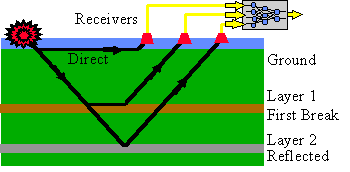 Receivers
Direct
Ground
Layer 1
First Break
Layer 2
Reflected